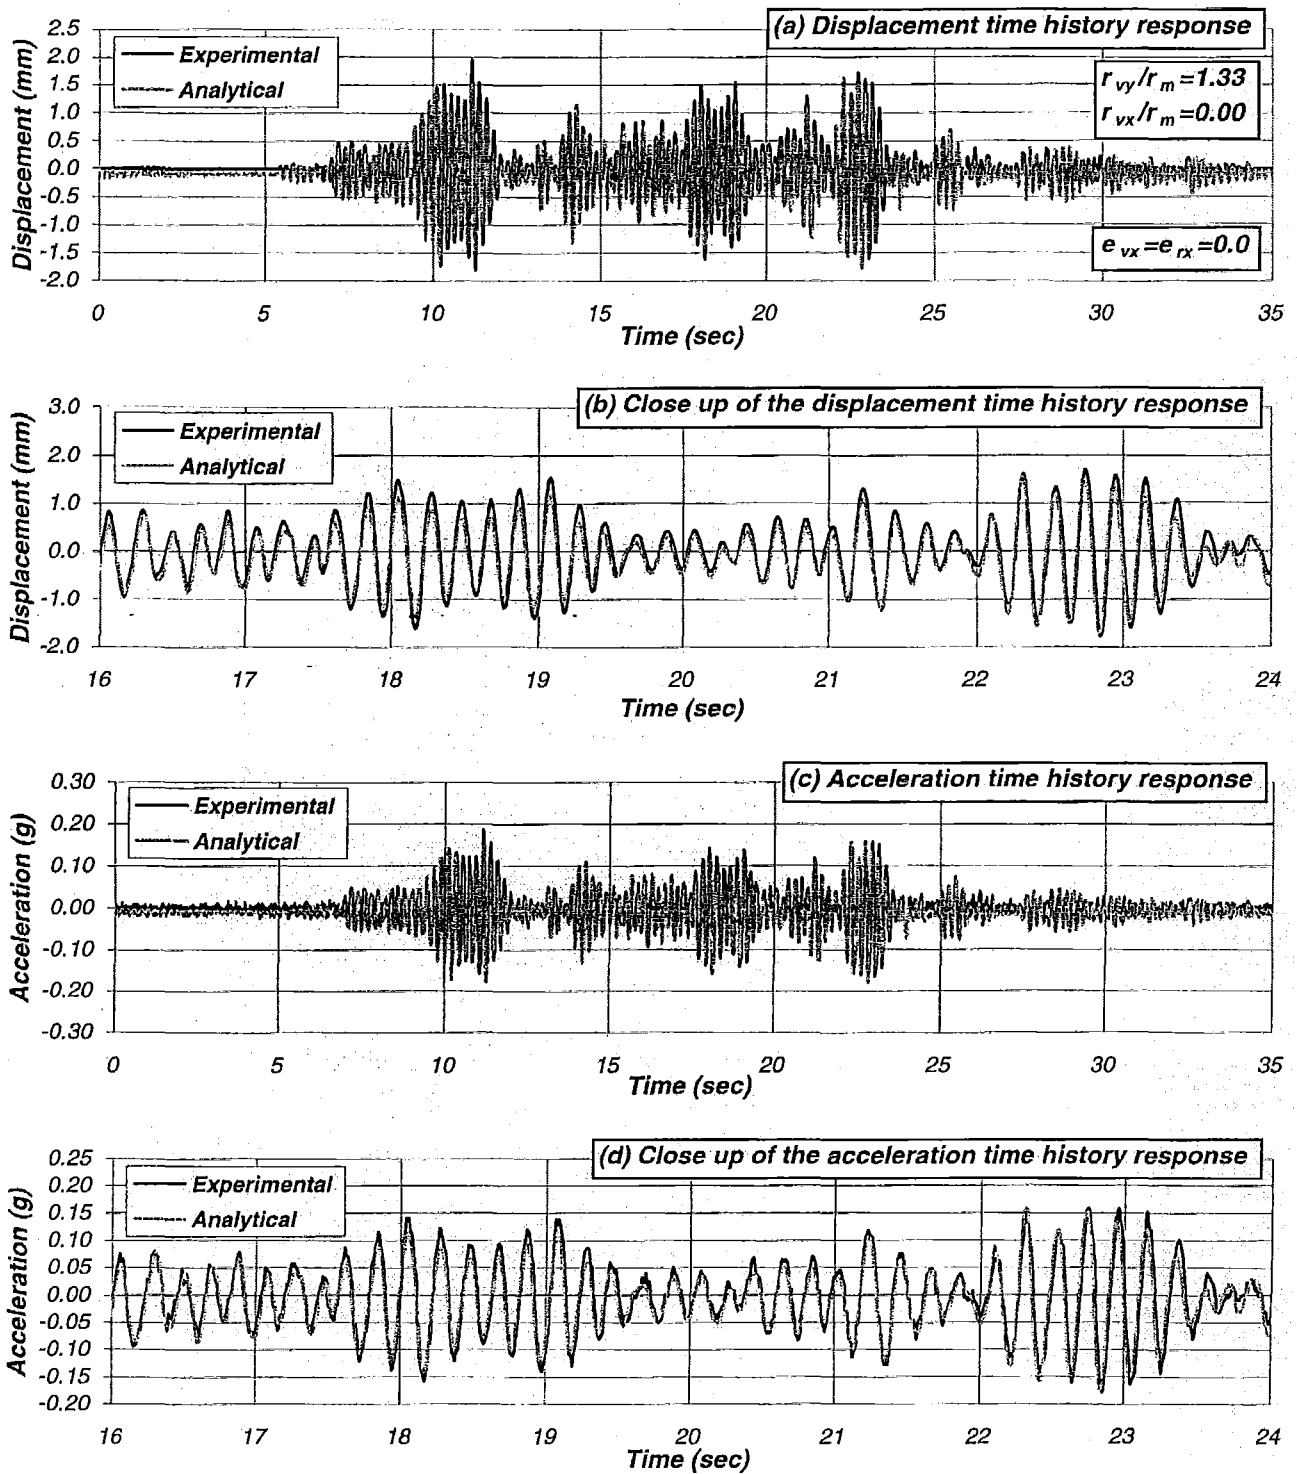 (a) Displacement time history response
2.5
2.0
1.5
1.0
0.5
0.0
-0.5
-1.0
-1.5
-2.0
Displacement (mm)
Experimental
Analytical
r vy/r m=1.33
r vx/r m=0.00
e vx=e rx=0.0
0 5 10 15 20 25 30 35
Time (sec)
(b) Close up of the displacement time history response
3.0
2.0
1.0
0.0
-1.0
-2.0
Displacement (mm)
Experimental
Analytical
16 17 18 19 20 21 22 23 24
Time (sec)
(c) Acceleration time history response
0.30
0.20
0.10
0.00
-0.10
-0.20
-0.30
Acceleration (g)
Experimental
Analytical
0 5 10 15 20 25 30 35
Time (sec)
(d) Close up of the acceleration time history response
0.25
0.20
0.15
0.10
0.05
0.00
-0.05
-0.10
-0.15
-0.20
Acceleration (g)
Experimental
Analytical
16 17 18 19 20 21 22 23 24
Time (sec)